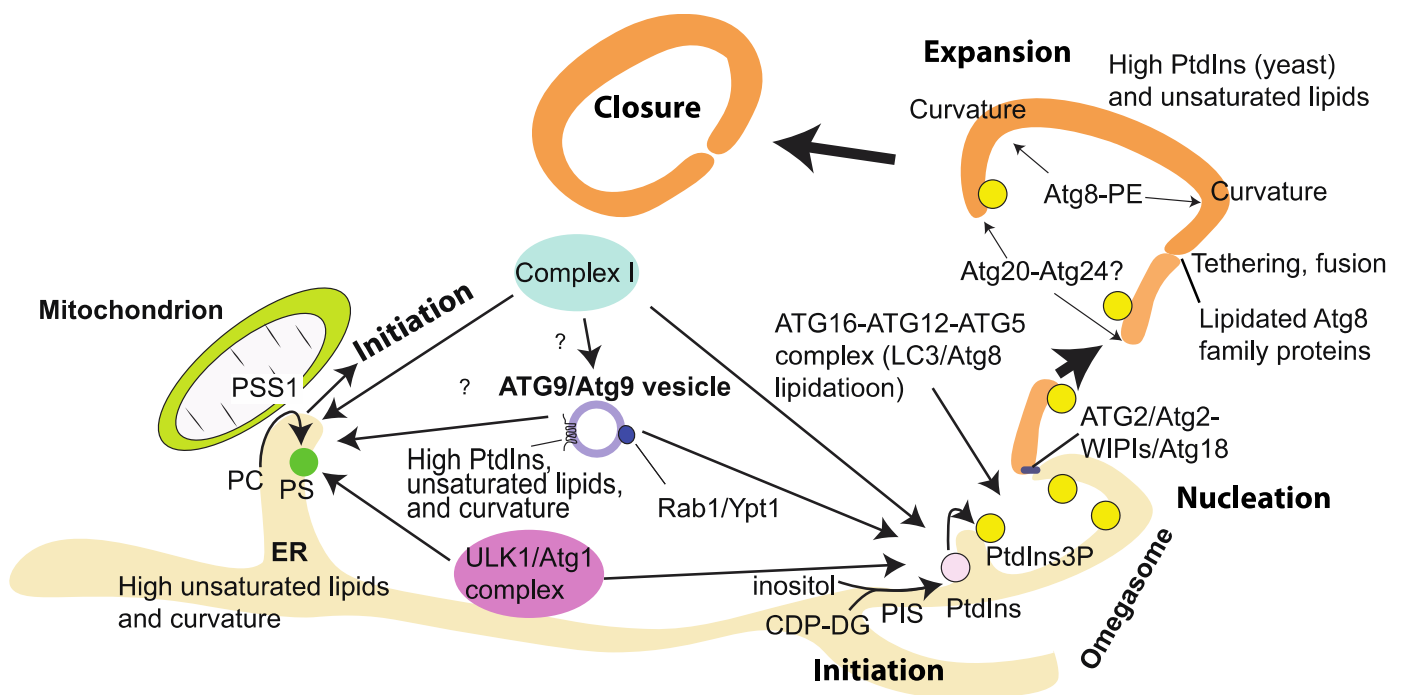 Expansion
High PtdIns (yeast)
and unsaturated lipids
Closure
Curvature
Atg8-PE
Curvature
Complex I
Atg20-Atg24?
Tethering, fusion
Mitochondrion
Initiation
Lipidated Atg8
family proteins
ATG16-ATG12-ATG5
complex (LC3/Atg8
lipidatioon)
?
?
PSS1
ATG9/Atg9 vesicle
ATG2/Atg2-
WIPIs/Atg18
PC
PS
High PtdIns,
unsaturated lipids,
and curvature
Rab1/Ypt1
Nucleation
ER
High unsaturated lipids
and curvature
ULK1/Atg1
complex
PtdIns3P
inositol
PtdIns
CDP-DG
PIS
Omegasome
Initiation